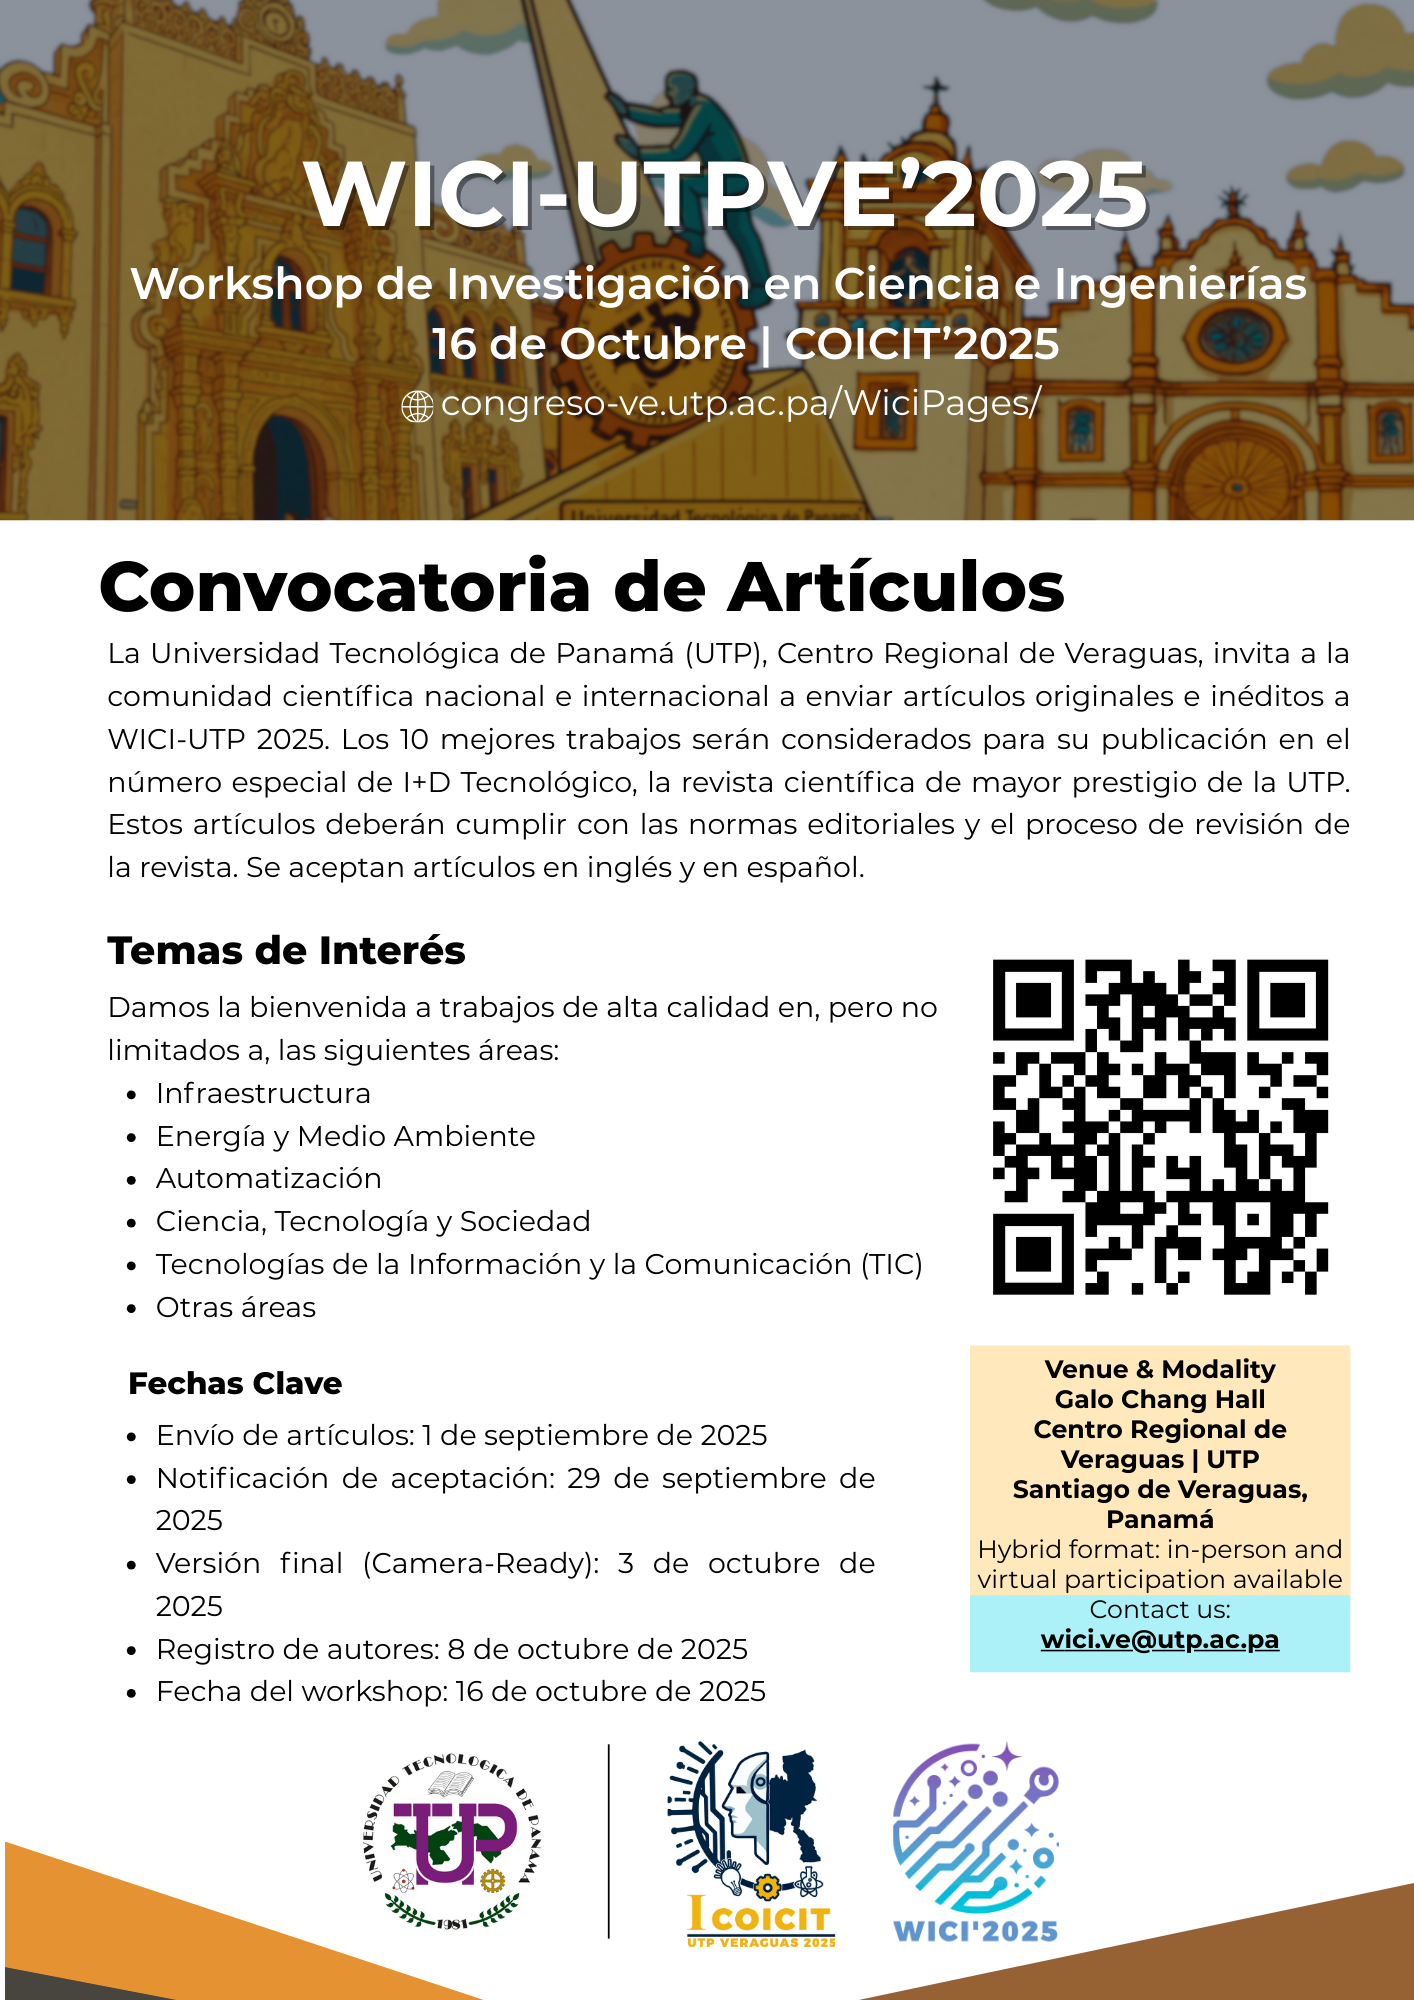 WICI-UTPVE’2025
Workshop de Investigación en Ciencia e Ingenierías
16 de Octubre | COICIT’2025
congreso-ve.utp.ac.pa/WiciPages/
Universidad Tecnológica de Panamá
Convocatoria de Artículos
La Universidad Tecnológica de Panamá (UTP), Centro Regional de Veraguas, invita a la
comunidad científica nacional e internacional a enviar artículos originales e inéditos a
WICI-UTP 2025. Los 10 mejores trabajos serán considerados para su publicación en el
número especial de I+D Tecnológico, la revista científica de mayor prestigio de la UTP.
Estos artículos deberán cumplir con las normas editoriales y el proceso de revisión de
la revista. Se aceptan artículos en inglés y en español.
Temas de Interés
Damos la bienvenida a trabajos de alta calidad en, pero no
limitados a, las siguientes áreas:
• Infraestructura
• Energía y Medio Ambiente
• Automatización
• Ciencia, Tecnología y Sociedad
• Tecnologías de la Información y la Comunicación (TIC)
• Otras áreas
Fechas Clave
• Envío de artículos: 1 de septiembre de 2025
• Notificación de aceptación: 29 de septiembre de
2025
• Versión final (Camera-Ready): 3 de octubre de
2025
• Registro de autores: 8 de octubre de 2025
• Fecha del workshop: 16 de octubre de 2025
Venue & Modality
Galo Chang Hall
Centro Regional de
Veraguas | UTP
Santiago de Veraguas,
Panamá
Hybrid format: in-person and
virtual participation available
Contact us:
wici.ve@utp.ac.pa
UNIVERSIDAD TECNOLOGICA DE PANAMA
UTP
1981
I COICIT
UTP VERAGUAS 2025
WICI'2025